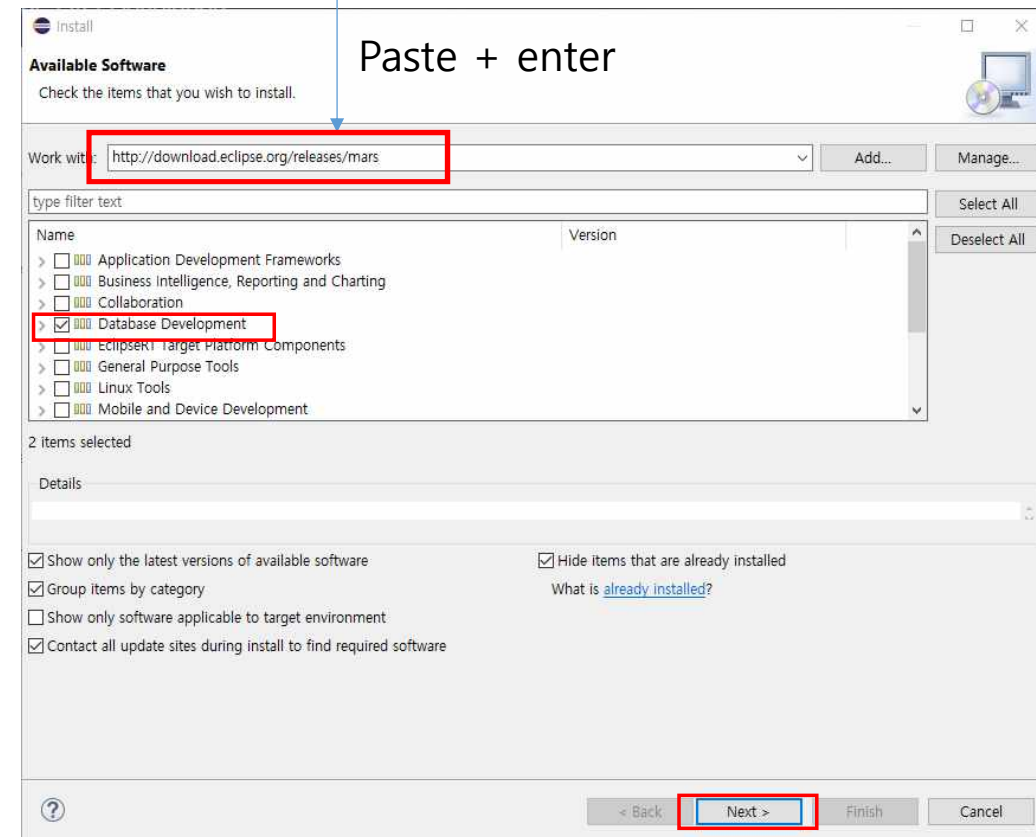 Install
Paste + enter
Available Software
Check the items that you wish to install.
Work with: http://download.eclipse.org/releases/mars Add... Manage...
type filter text Select All
Name Version Deselect All
Application Development Frameworks
Business Intelligence, Reporting and Charting
Collaboration
Database Development
EclipseRT Target Platform Components
General Purpose Tools
Linux Tools
Mobile and Device Development
2 items selected
Details
Show only the latest versions of available software Hide items that are already installed
Group items by category What is already installed?
Show only software applicable to target environment
Contact all update sites during install to find required software
? < Back Next > Finish Cancel